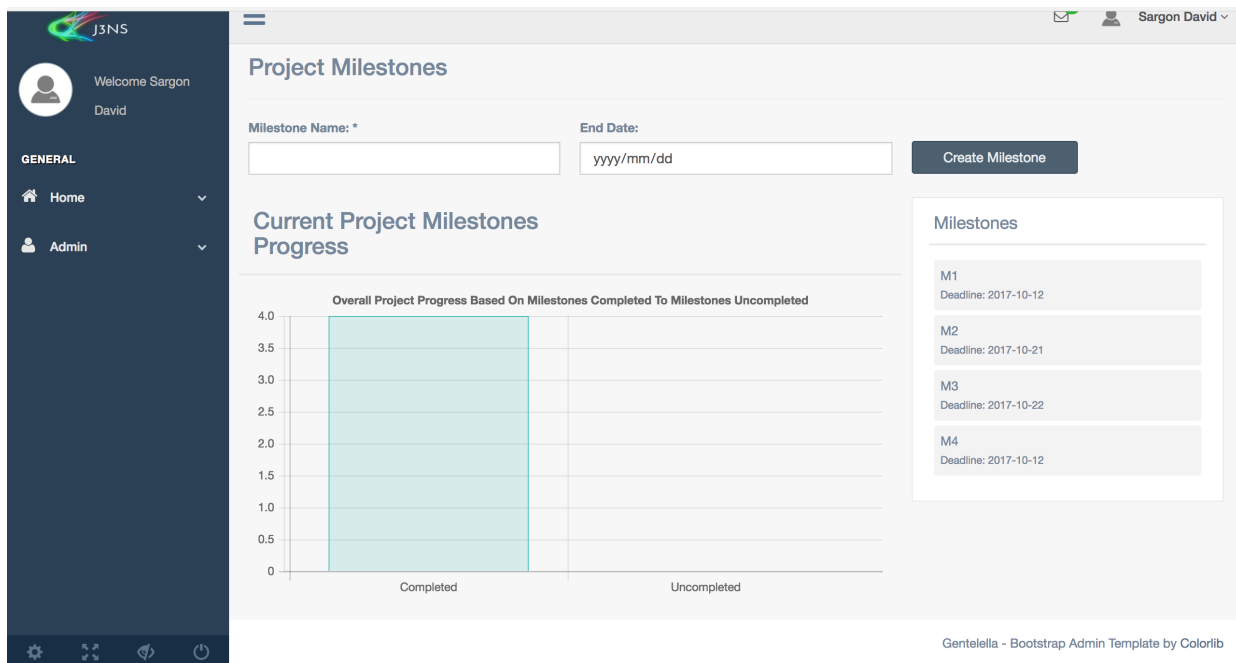 J3NS
Sargon David
Welcome Sargon
David
GENERAL
Home
Admin
Project Milestones
Milestone Name: *
End Date:
yyyy/mm/dd
Create Milestone
Current Project Milestones
Progress
Overall Project Progress Based On Milestones Completed To Milestones Uncompleted
4.0
3.5
3.0
2.5
2.0
1.5
1.0
0.5
0
Completed
Uncompleted
Milestones
M1
Deadline: 2017-10-12
M2
Deadline: 2017-10-21
M3
Deadline: 2017-10-22
M4
Deadline: 2017-10-12
Gentelella - Bootstrap Admin Template by Colorlib